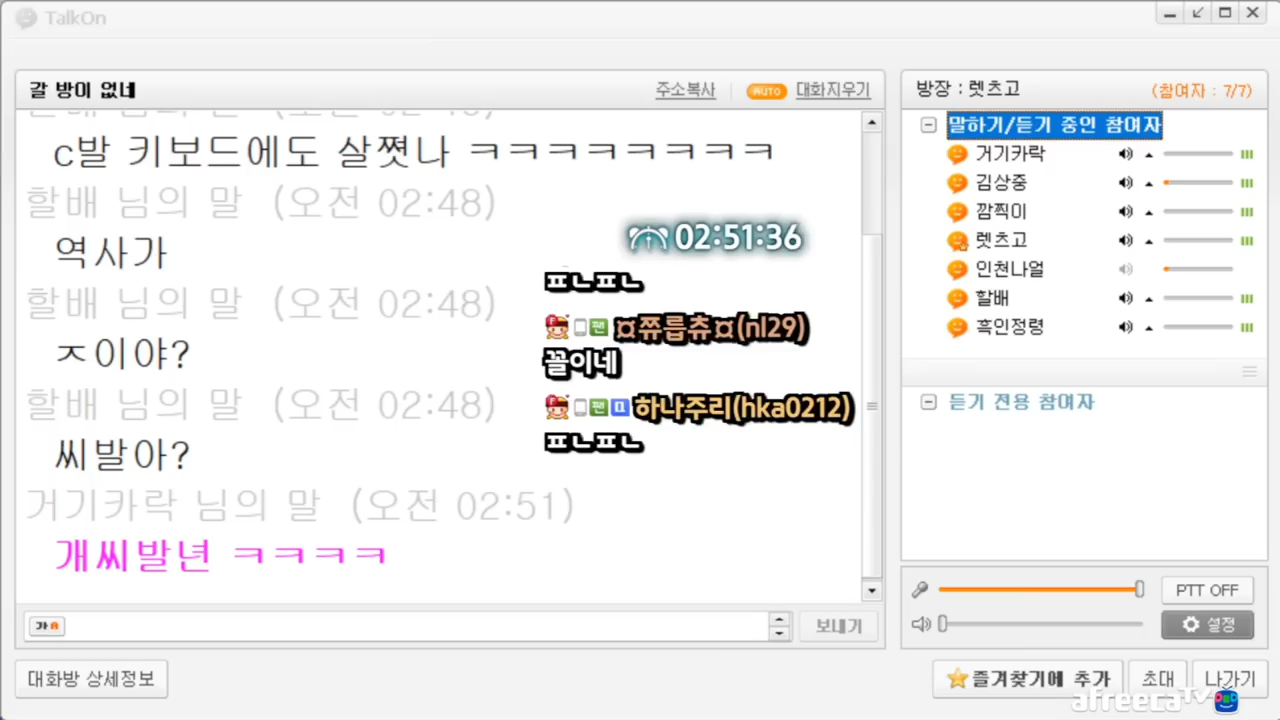 TalkOn
갈 방이 없네
주소복사
AUTO
대화지우기
c발 키보드에도 살쪗나 ㅋㅋㅋㅋㅋㅋㅋㅋ
할배 님의 말 (오전 02:48)
역사가
할배 님의 말 (오전 02:48)
ㅈ이야?
할배 님의 말 (오전 02:48)
씨발아?
거기카락 님의 말 (오전 02:51)
개씨발년 ㅋㅋㅋㅋ
02:51:36
ㅍㄴㅍㄴ
팬 ¤쮸릅츄¤(nl29)
꼴이네
팬 하나주리(hka0212)
ㅍㄴㅍㄴ
가
보내기
대화방 상세정보
방장 : 렛츠고
(참여자 : 7/7)
말하기/듣기 중인 참여자
거기카락
김상중
깜찍이
렛츠고
인천나얼
할배
흑인정령
듣기 전용 참여자
PTT OFF
설정
즐겨찾기에 추가
초대
나가기
afreecaTV